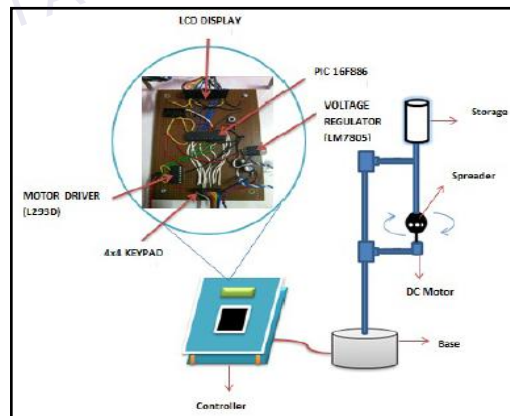 LCD DISPLAY
PIC 16F886
VOLTAGE
REGULATOR
(LM7805)
MOTOR DRIVER
(L293D)
4x4 KEYPAD
Storage
Spreader
DC Motor
Base
Controller